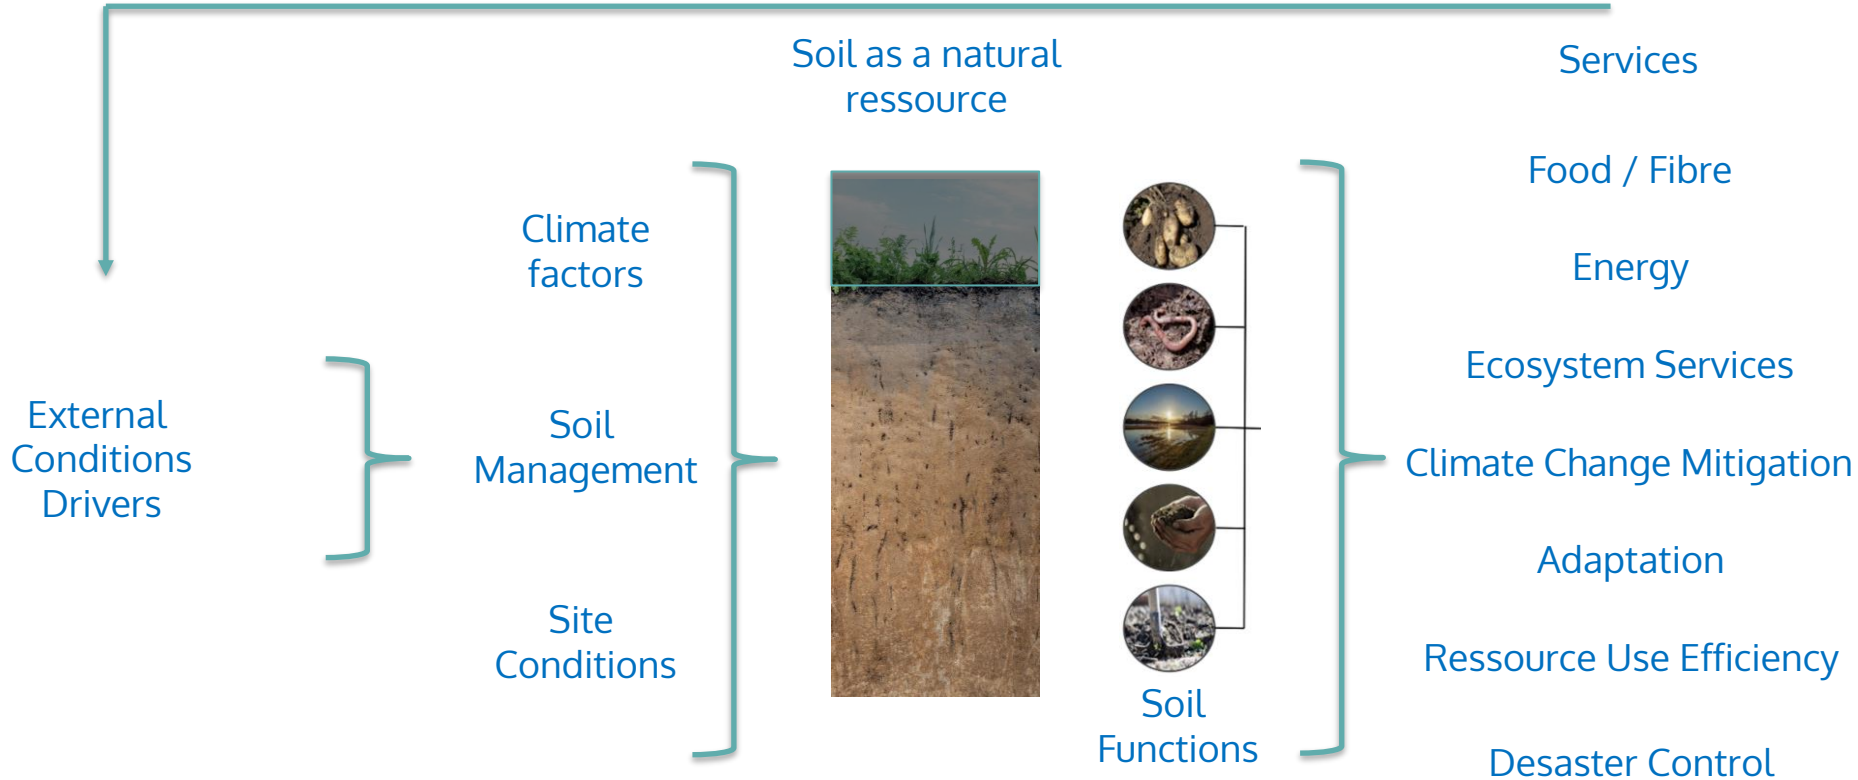 Soil as a natural
ressource
Services
External
Conditions
Drivers
Climate
factors
Soil
Management
Site
Conditions
Soil
Functions
Food / Fibre
Energy
Ecosystem Services
Climate Change Mitigation
Adaptation
Ressource Use Efficiency
Desaster Control